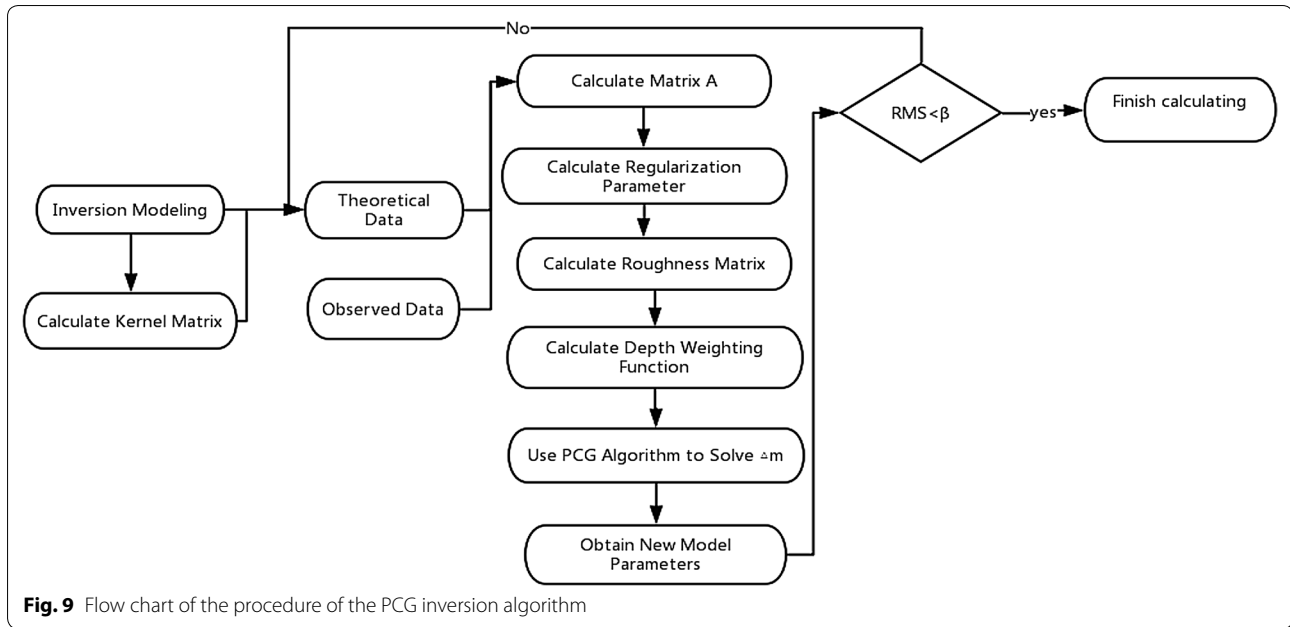 No
Inversion Modeling
Calculate Kernel Matrix
Theoretical
Data
Observed Data
Calculate Matrix A
Calculate Regularization
Parameter
Calculate Roughness Matrix
Calculate Depth Weighting
Function
Use PCG Algorithm to Solve △m
Obtain New Model
Parameters
RMS<β
yes
Finish calculating
Fig. 9 Flow chart of the procedure of the PCG inversion algorithm